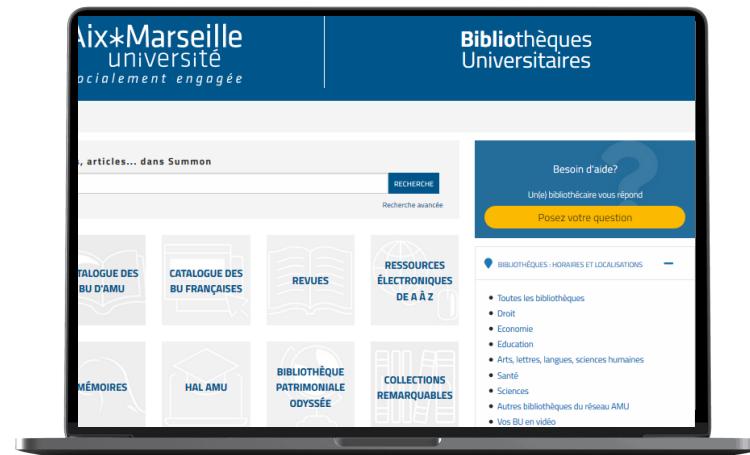 Aix*Marseille
université
ocialement engagée
Bibliothèques
Universitaires
, articles... dans Summon
RECHERCHE
Recherche avancée
Besoin d'aide?
Un(e) bibliothécaire vous répond
Posez votre question
TALOGUE DES
BU D'AMU
CATALOGUE DES
BU FRANÇAISES
REVUES
RESSOURCES
ÉLECTRONIQUES
DE A À Z
MÉMOIRES
HAL AMU
BIBLIOTHÈQUE
PATRIMONIALE
ODYSSÉE
COLLECTIONS
REMARQUABLES
BIBLIOTHÈQUES : HORAIRES ET LOCALISATIONS
Toutes les bibliothèques
Droit
Economie
Education
Arts, lettres, langues, sciences humaines
Santé
Sciences
Autres bibliothèques du réseau AMU
Vos BU en vidéo